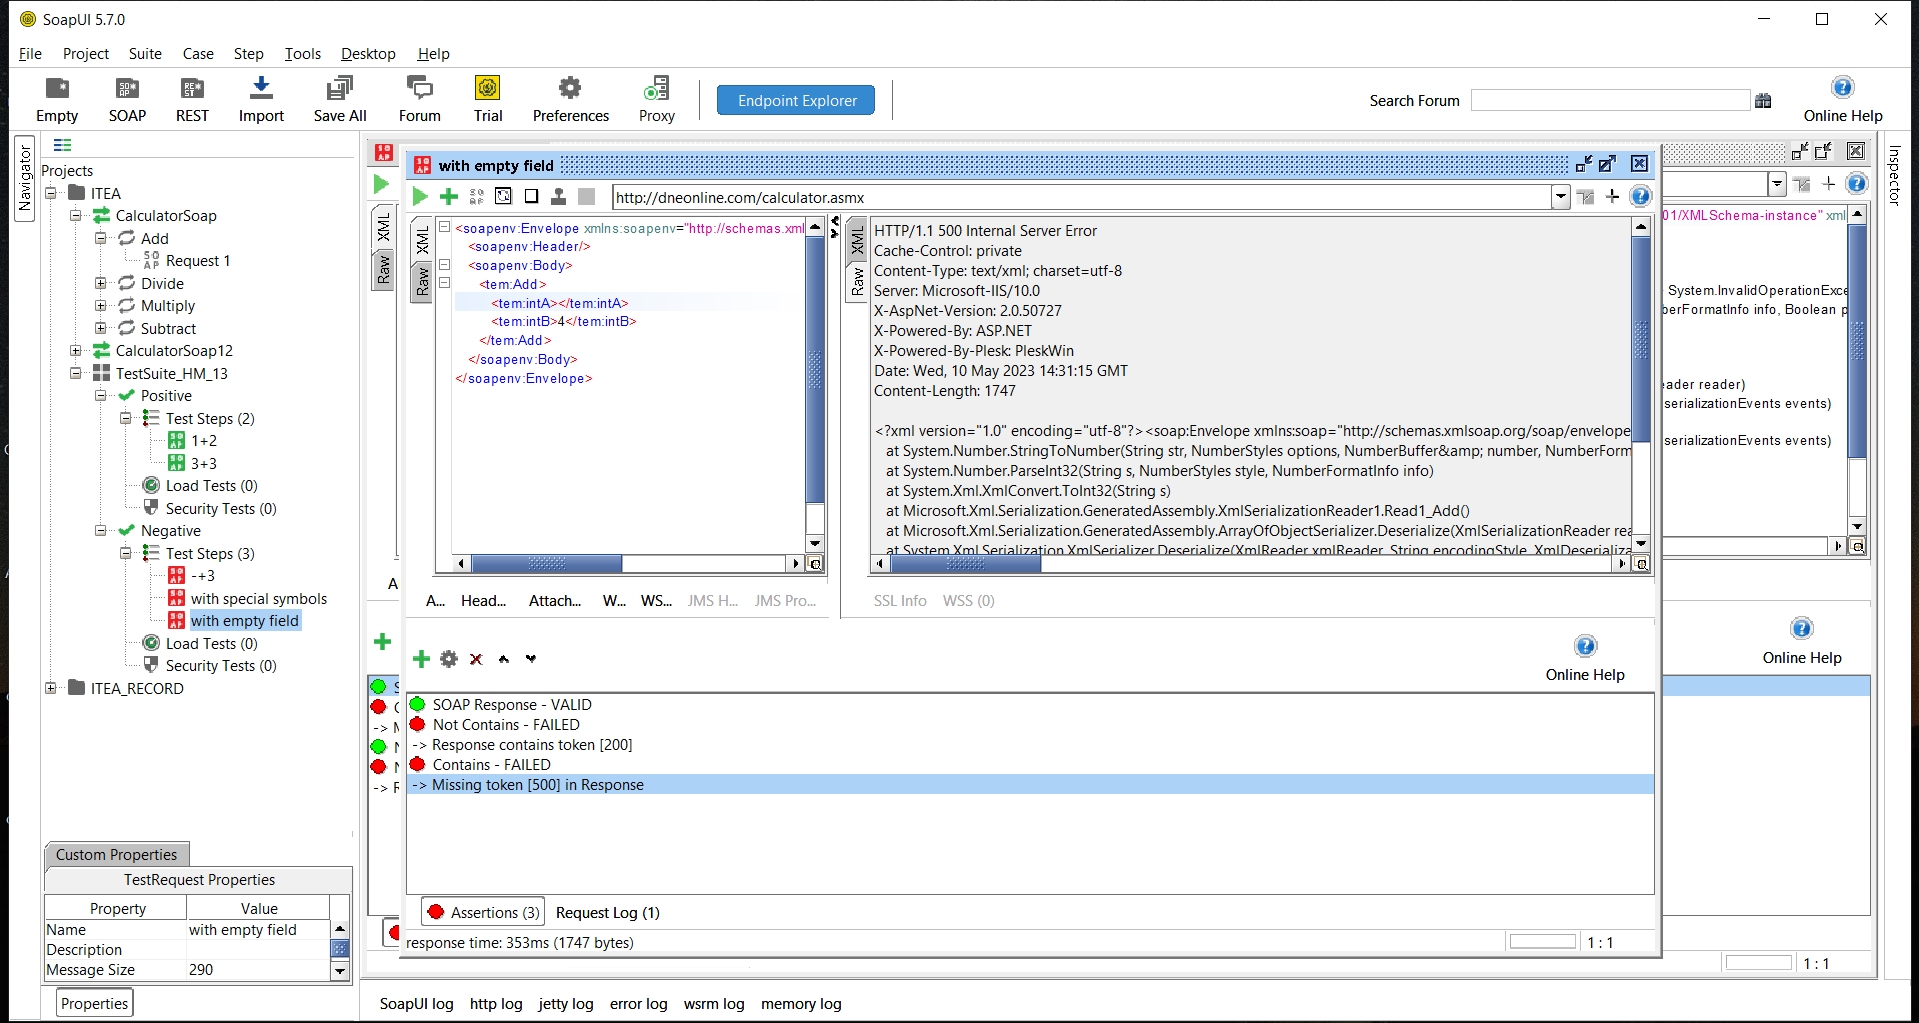 SoapUI 5.7.0
File Project Suite Case Step Tools Desktop Help
Empty SOAP REST Import Save All Forum Trial Preferences Proxy Endpoint Explorer Search Forum Online Help
Navigator
Inspector
Projects
ITEA
CalculatorSoap
Add
Request 1
Divide
Multiply
Subtract
CalculatorSoap12
TestSuite_HM_13
Positive
Test Steps (2)
1+2
3+3
Load Tests (0)
Security Tests (0)
Negative
Test Steps (3)
-+3
with special symbols
with empty field
Load Tests (0)
Security Tests (0)
ITEA_RECORD
Custom Properties
TestRequest Properties
Property Value
Name with empty field
Description
Message Size 290
Properties
XML
Raw
with empty field
http://dneonline.com/calculator.asmx
XML
Raw
<soapenv:Envelope xmlns:soapenv="http://schemas.xml
<soapenv:Header/>
<soapenv:Body>
<tem:Add>
<tem:intA></tem:intA>
<tem:intB>4</tem:intB>
</tem:Add>
</soapenv:Body>
</soapenv:Envelope>
XML
Raw
HTTP/1.1 500 Internal Server Error
Cache-Control: private
Content-Type: text/xml; charset=utf-8
Server: Microsoft-IIS/10.0
X-AspNet-Version: 2.0.50727
X-Powered-By: ASP.NET
X-Powered-By-Plesk: PleskWin
Date: Wed, 10 May 2023 14:31:15 GMT
Content-Length: 1747
<?xml version="1.0" encoding="utf-8"?><soap:Envelope xmlns:soap="http://schemas.xmlsoap.org/soap/envelope
at System.Number.StringToNumber(String str, NumberStyles options, NumberBuffer&amp; number, NumberForm
at System.Number.ParseInt32(String s, NumberStyles style, NumberFormatInfo info)
at System.Xml.XmlConvert.ToInt32(String s)
at Microsoft.Xml.Serialization.GeneratedAssembly.XmlSerializationReader1.Read1_Add()
at Microsoft.Xml.Serialization.GeneratedAssembly.ArrayOfObjectSerializer.Deserialize(XmlSerializationReader rea
at System.Xml.Serialization.XmlSerializer.Deserialize(XmlReader xmlReader, String encodingStyle, XmlDeserializa
01/XMLSchema-instance" xml
System.InvalidOperationExce
berFormatInfo info, Boolean p
eader reader)
serializationEvents events)
serializationEvents events)
A
A... Head... Attach... W... WS... JMS H... JMS Pro...
SSL Info WSS (0)
Online Help
Online Help
SOAP Response - VALID
Not Contains - FAILED
-> Response contains token [200]
Contains - FAILED
-> Missing token [500] in Response
Assertions (3) Request Log (1)
response time: 353ms (1747 bytes)
1 : 1
1 : 1
SoapUI log http log jetty log error log wsrm log memory log